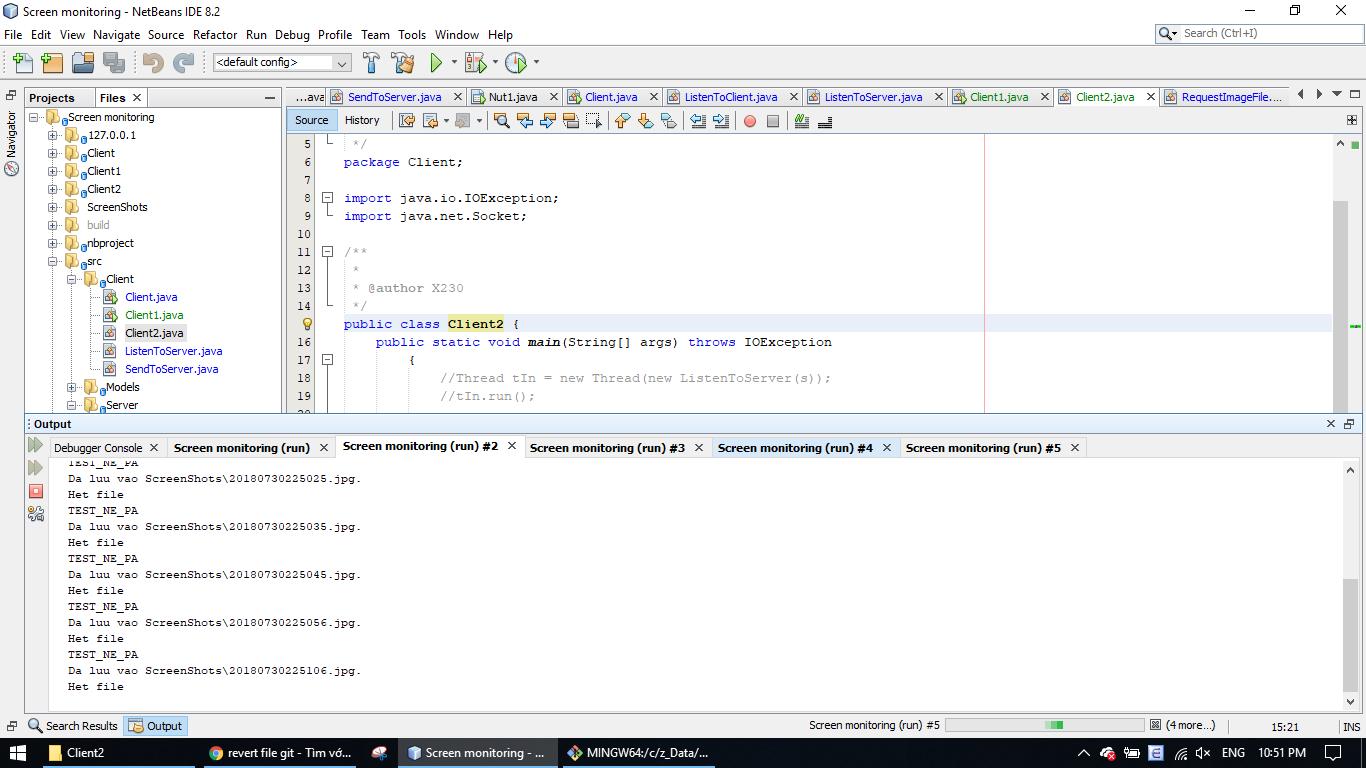 Screen monitoring - NetBeans IDE 8.2
File Edit View Navigate Source Refactor Run Debug Profile Team Tools Window Help
Search (Ctrl+I)
<default config>
Projects Files
...ava SendToServer.java Nut1.java Client.java ListenToClient.java ListenToServer.java Client1.java Client2.java RequestImageFile....
Navigator
Source History
Screen monitoring
127.0.0.1
Client
Client1
Client2
ScreenShots
build
nbproject
src
Client
Client.java
Client1.java
Client2.java
ListenToServer.java
SendToServer.java
Models
Server
5 */
6 package Client;
7
8 import java.io.IOException;
9 import java.net.Socket;
10
11 /**
12 *
13 * @author X230
14 */
public class Client2 {
16 public static void main(String[] args) throws IOException
17 {
18 //Thread tIn = new Thread(new ListenToServer(s));
19 //tIn.run();
Output
Debugger Console Screen monitoring (run) Screen monitoring (run) #2 Screen monitoring (run) #3 Screen monitoring (run) #4 Screen monitoring (run) #5
TEST_NE_PA
Da luu vao ScreenShots\20180730225025.jpg.
Het file
TEST_NE_PA
Da luu vao ScreenShots\20180730225035.jpg.
Het file
TEST_NE_PA
Da luu vao ScreenShots\20180730225045.jpg.
Het file
TEST_NE_PA
Da luu vao ScreenShots\20180730225056.jpg.
Het file
TEST_NE_PA
Da luu vao ScreenShots\20180730225106.jpg.
Het file
Search Results Output
Screen monitoring (run) #5 (4 more...) 15:21 INS
Client2 revert file git - Tìm vớ... Screen monitoring - ... MINGW64:/c/z_Data/... ENG 10:51 PM